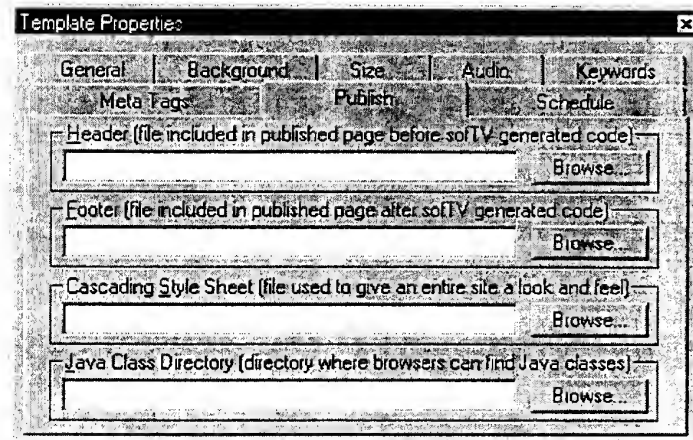 Template Properties
General Background Size Audio Keywords
Meta Tags Publish Schedule
Header (file included in published page before sofTV generated code)
Browse...
Footer (file included in published page after sofTV generated code)
Browse...
Cascading Style Sheet (file used to give an entire site a look and feel)
Browse...
Java Class Directory (directory where browsers can find Java classes)
Browse...